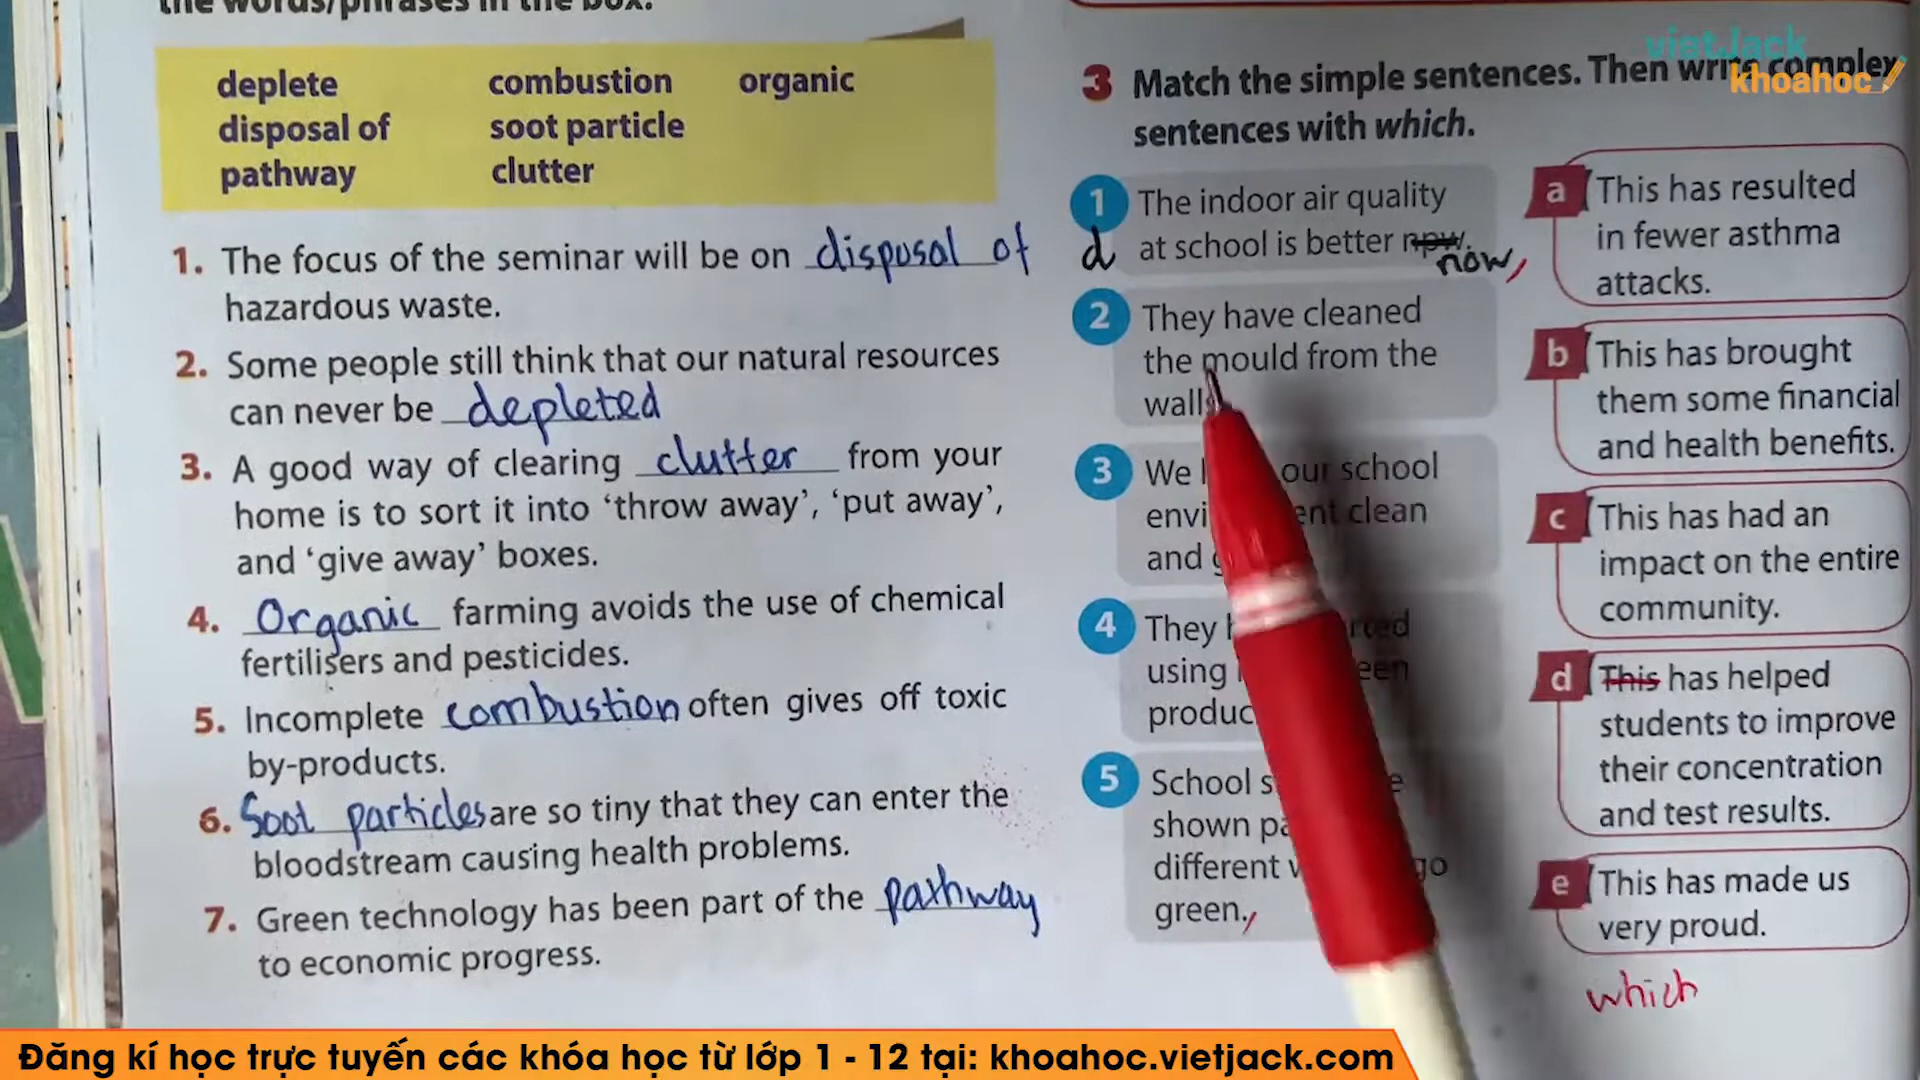 the words/phrases in the box.
deplete combustion organic
disposal of soot particle
pathway clutter
1. The focus of the seminar will be on disposal of
hazardous waste.
2. Some people still think that our natural resources
can never be depleted
3. A good way of clearing clutter from your
home is to sort it into ‘throw away’, ‘put away’,
and ‘give away’ boxes.
4. Organic farming avoids the use of chemical
fertilisers and pesticides.
5. Incomplete combustion often gives off toxic
by-products.
6. Soot particles are so tiny that they can enter the
bloodstream causing health problems.
7. Green technology has been part of the pathway
to economic progress.
vietJack
khoahoc
3 Match the simple sentences. Then write complex
sentences with which.
1 The indoor air quality
d at school is better now.
now,
2 They have cleaned
the mould from the
walls
3 We our school
clean
and
4 They
using
5 School
shown
different go
green.,
a This has resulted
in fewer asthma
attacks.
b This has brought
them some financial
and health benefits.
c This has had an
impact on the entire
community.
d This has helped
students to improve
their concentration
and test results.
e This has made us
very proud.
which
Đăng kí học trực tuyến các khóa học từ lớp 1 - 12 tại: khoahoc.vietjack.com